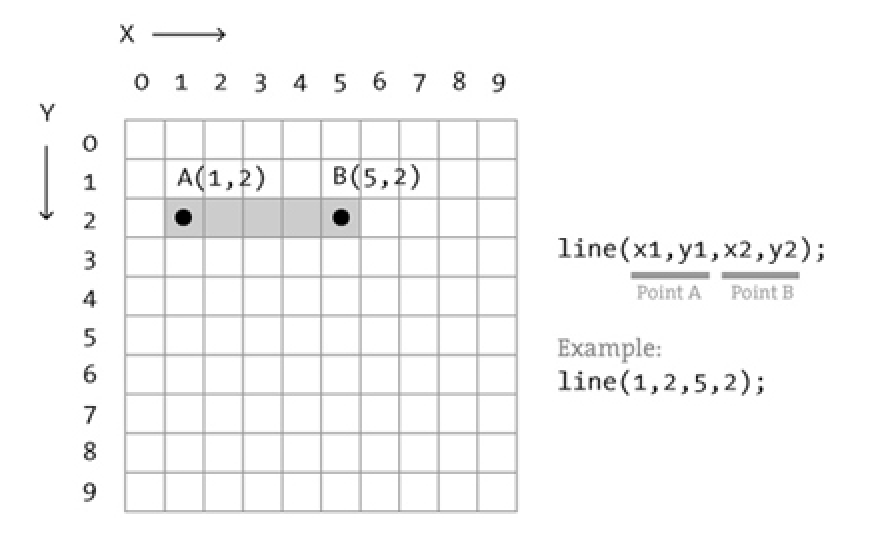 X
0 1 2 3 4 5 6 7 8 9
Y
0
1
A(1,2) B(5,2)
2
3
4
5
6
7
8
9
line(x1,y1,x2,y2);
Point A Point B
Example:
line(1,2,5,2);